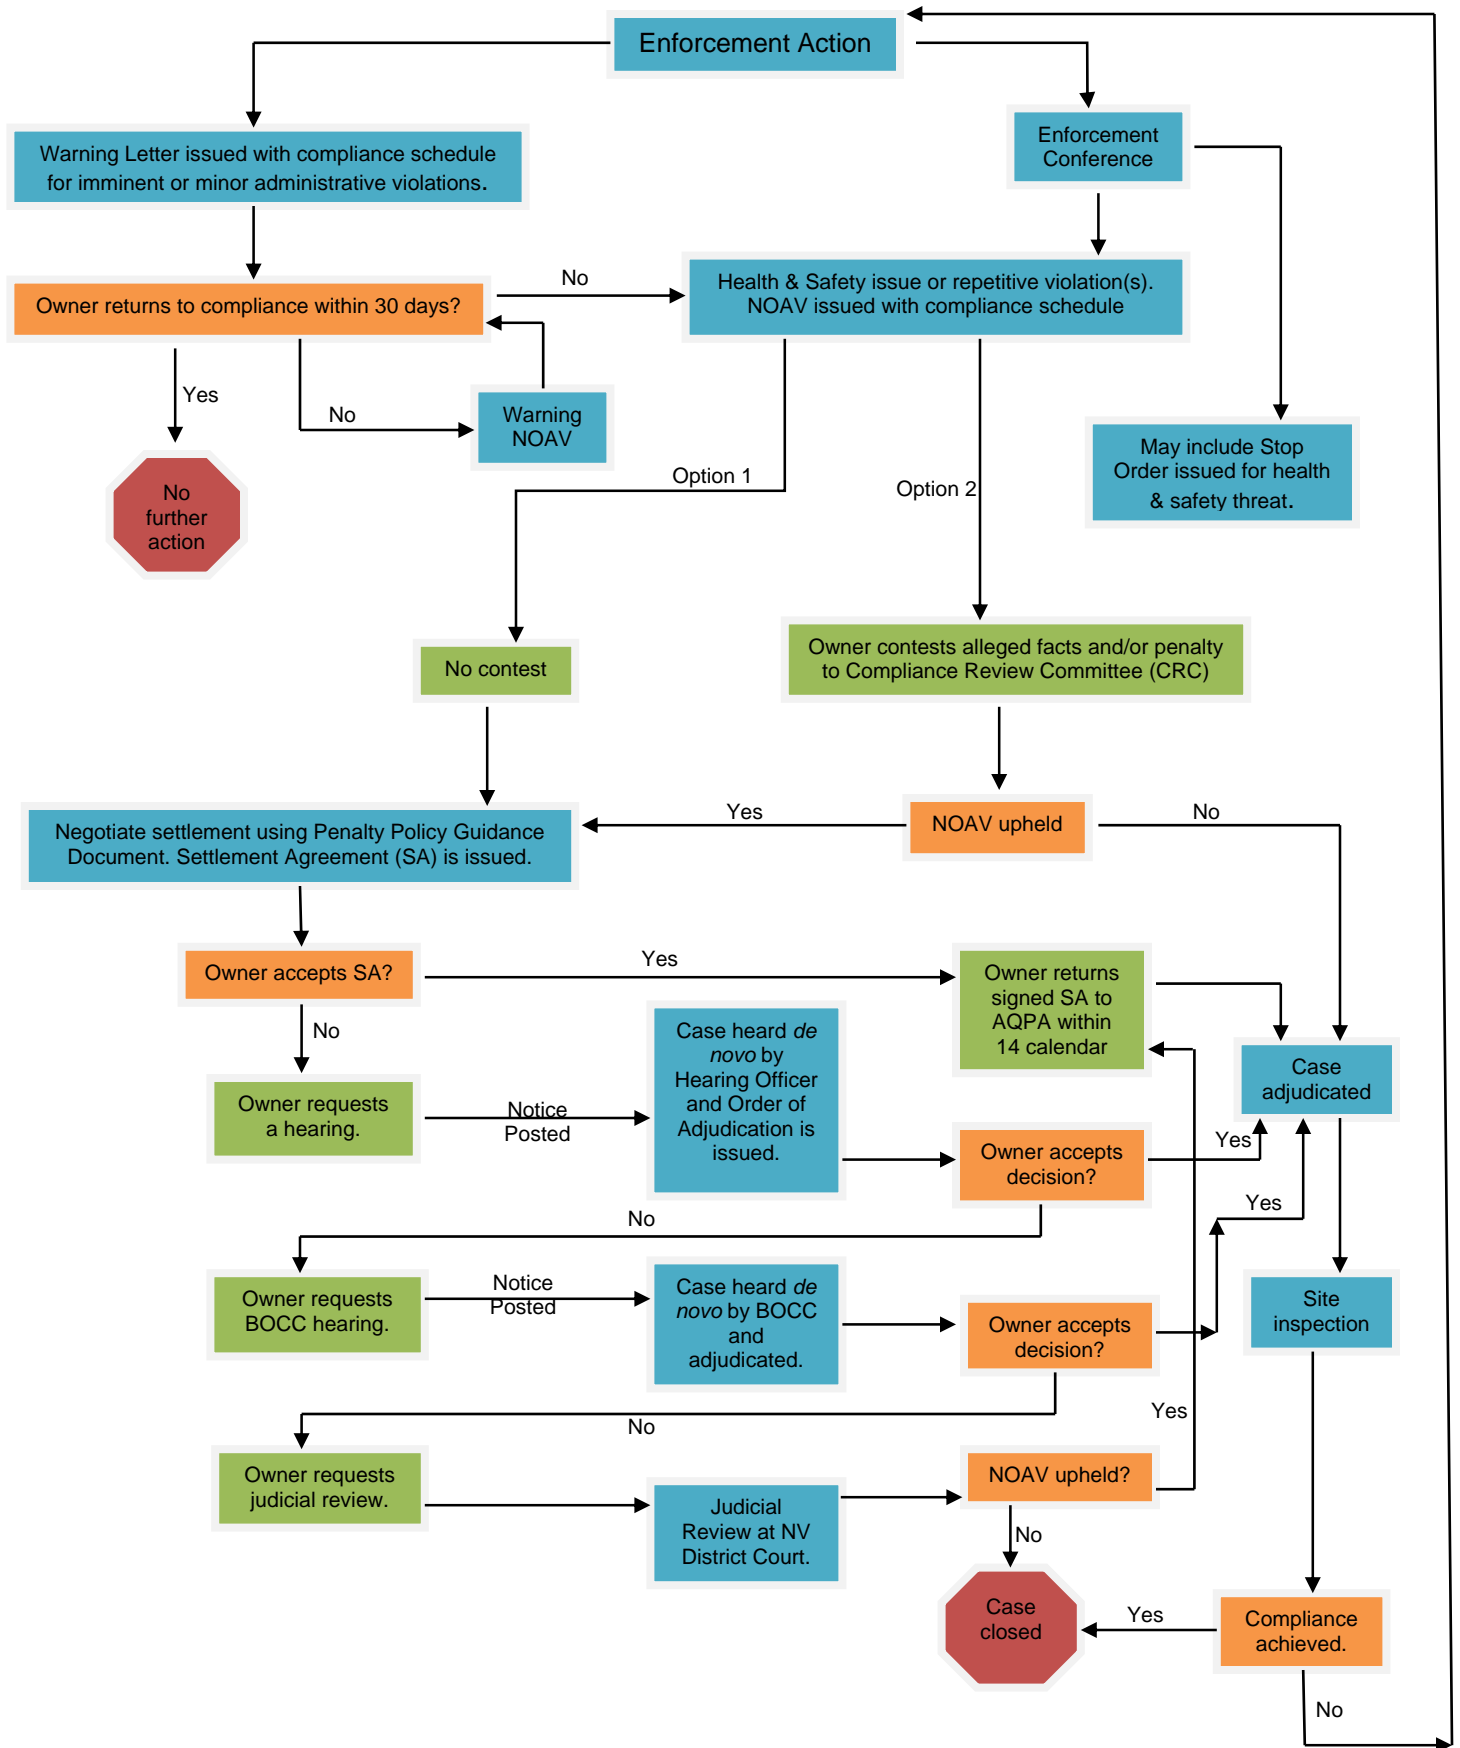 Enforcement Action
Warning Letter issued with compliance schedule
for imminent or minor administrative violations.
Enforcement
Conference
Owner returns to compliance within 30 days?
No
Health & Safety issue or repetitive violation(s).
NOAV issued with compliance schedule
Yes
No
Warning
NOAV
No
further
action
Option 1
Option 2
May include Stop
Order issued for health
& safety threat.
No contest
Owner contests alleged facts and/or penalty
to Compliance Review Committee (CRC)
Negotiate settlement using Penalty Policy Guidance
Document. Settlement Agreement (SA) is issued.
Yes
NOAV upheld
No
Owner accepts SA?
Yes
Owner returns
signed SA to
AQPA within
14 calendar
No
Case heard de
novo by
Hearing Officer
and Order of
Adjudication is
issued.
Case
adjudicated
Owner requests
a hearing.
Notice
Posted
Owner accepts
decision?
Yes
No
Yes
Owner requests
BOCC hearing.
Notice
Posted
Case heard de
novo by BOCC
and
adjudicated.
Owner accepts
decision?
Site
inspection
No
Yes
Owner requests
judicial review.
Judicial
Review at NV
District Court.
NOAV upheld?
No
Case
closed
Yes
Compliance
achieved.
No